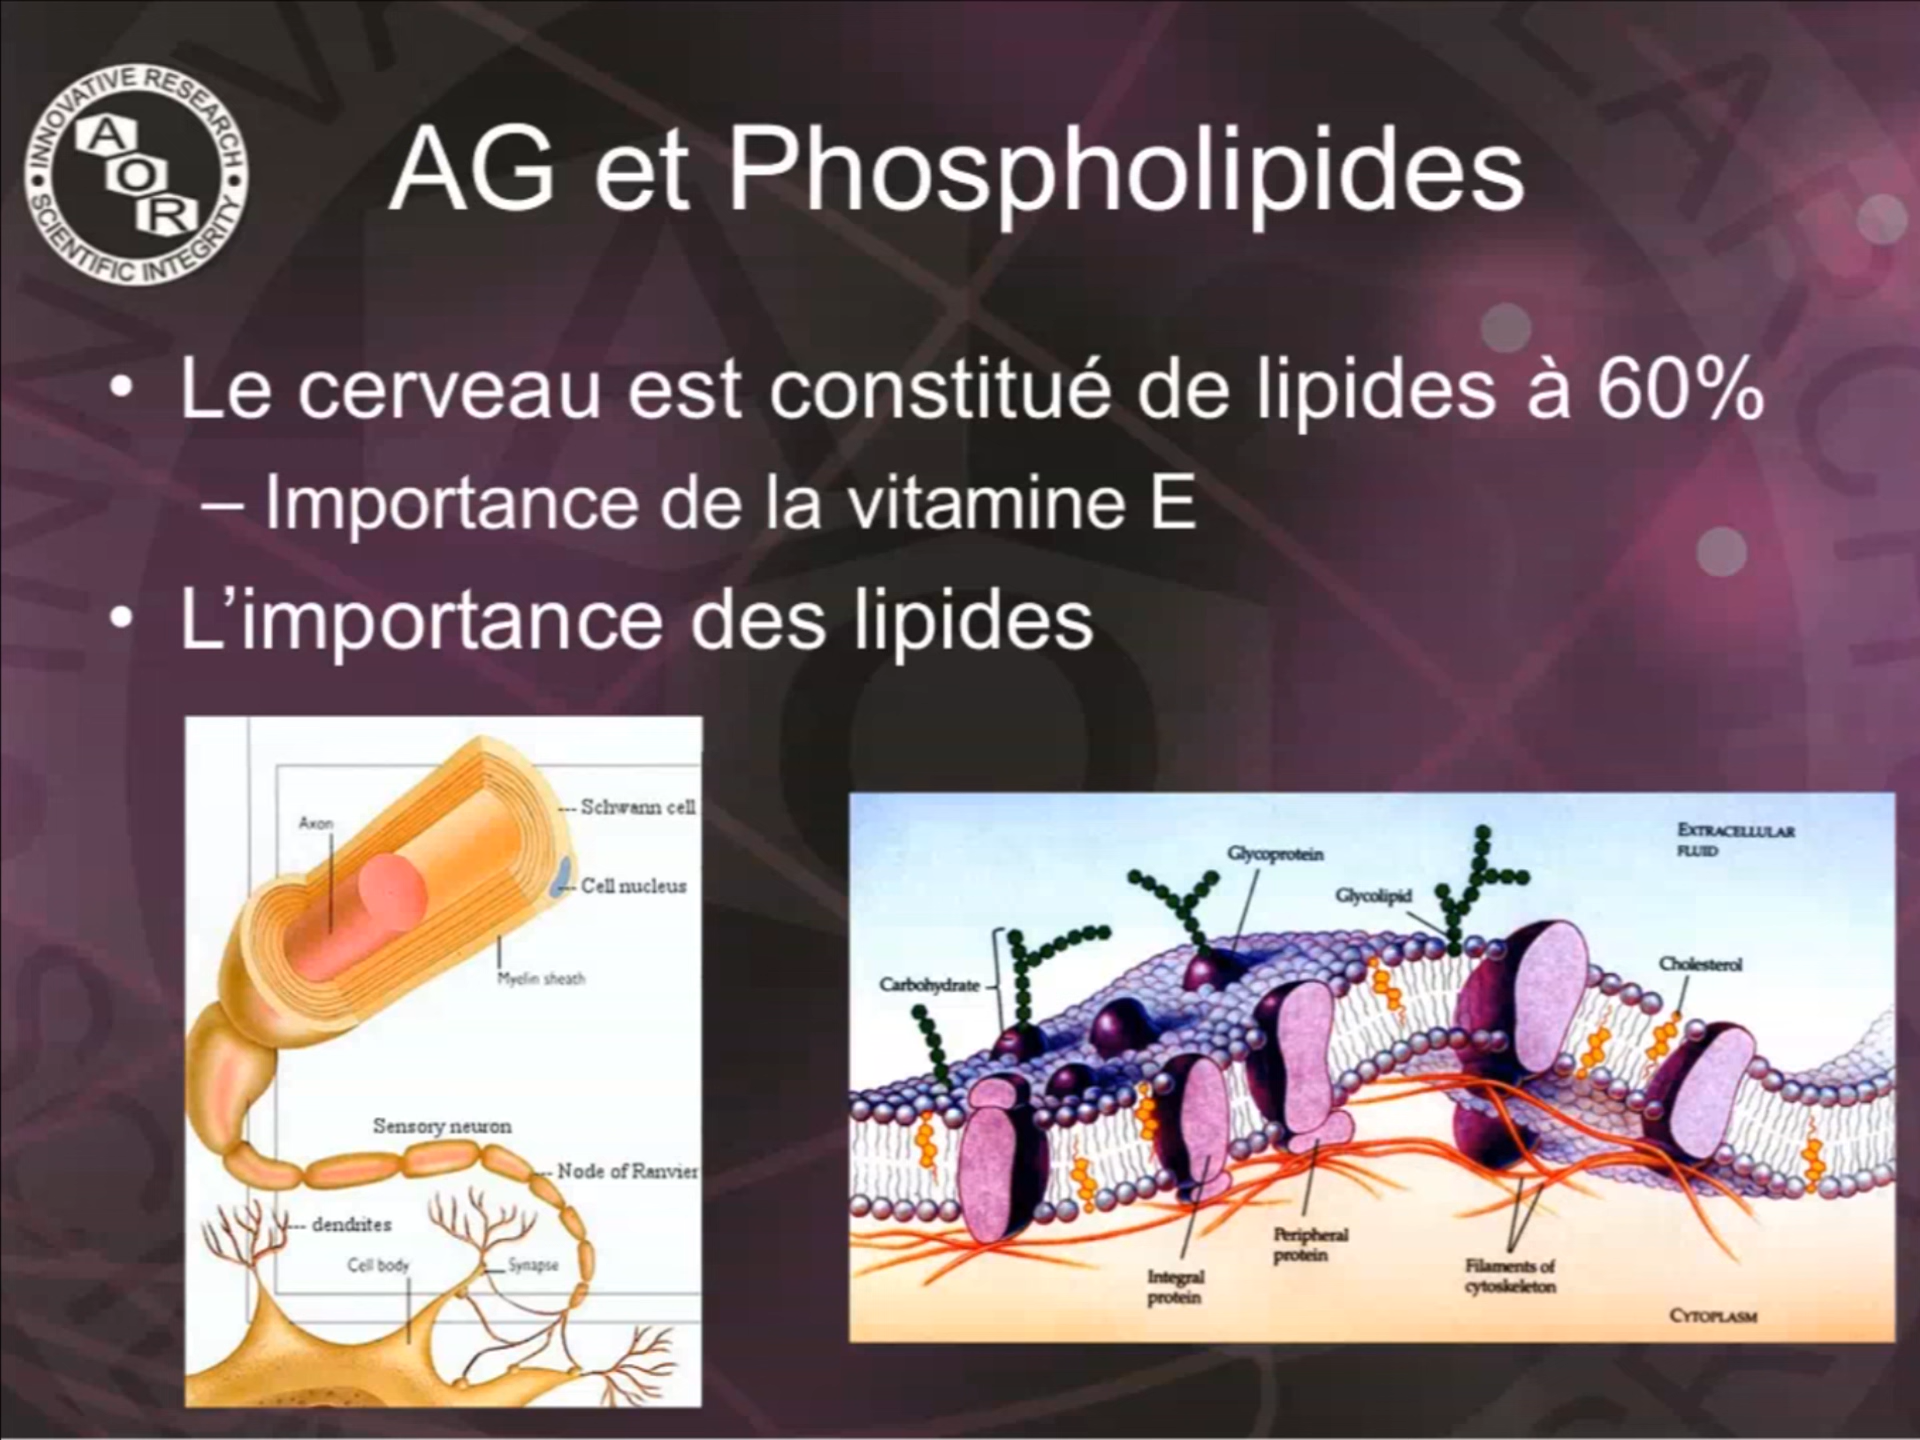 INNOVATIVE RESEARCH
SCIENTIFIC INTEGRITY
A
O
R
AG et Phospholipides
• Le cerveau est constitué de lipides à 60%
– Importance de la vitamine E
• L’importance des lipides
Schwann cell
Axon
Cell nucleus
Myelin sheath
Sensory neuron
Node of Ranvier
dendrites
Cell body
Synapse
EXTRACELLULAR
FLUID
Glycoprotein
Glycolipid
Cholesterol
Carbohydrate
Peripheral
protein
Integral
protein
Filaments of
cytoskeleton
CYTOPLASM